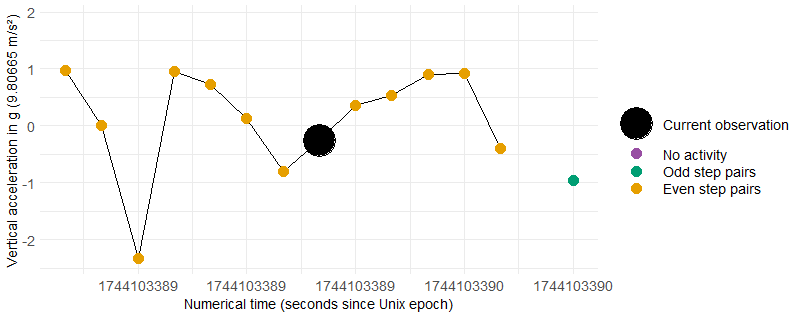 2
1
0
-1
-2
Vertical acceleration in g (9.80665 m/s²)
1744103389 1744103389 1744103389 1744103390 1744103390
Numerical time (seconds since Unix epoch)
Current observation
No activity
Odd step pairs
Even step pairs